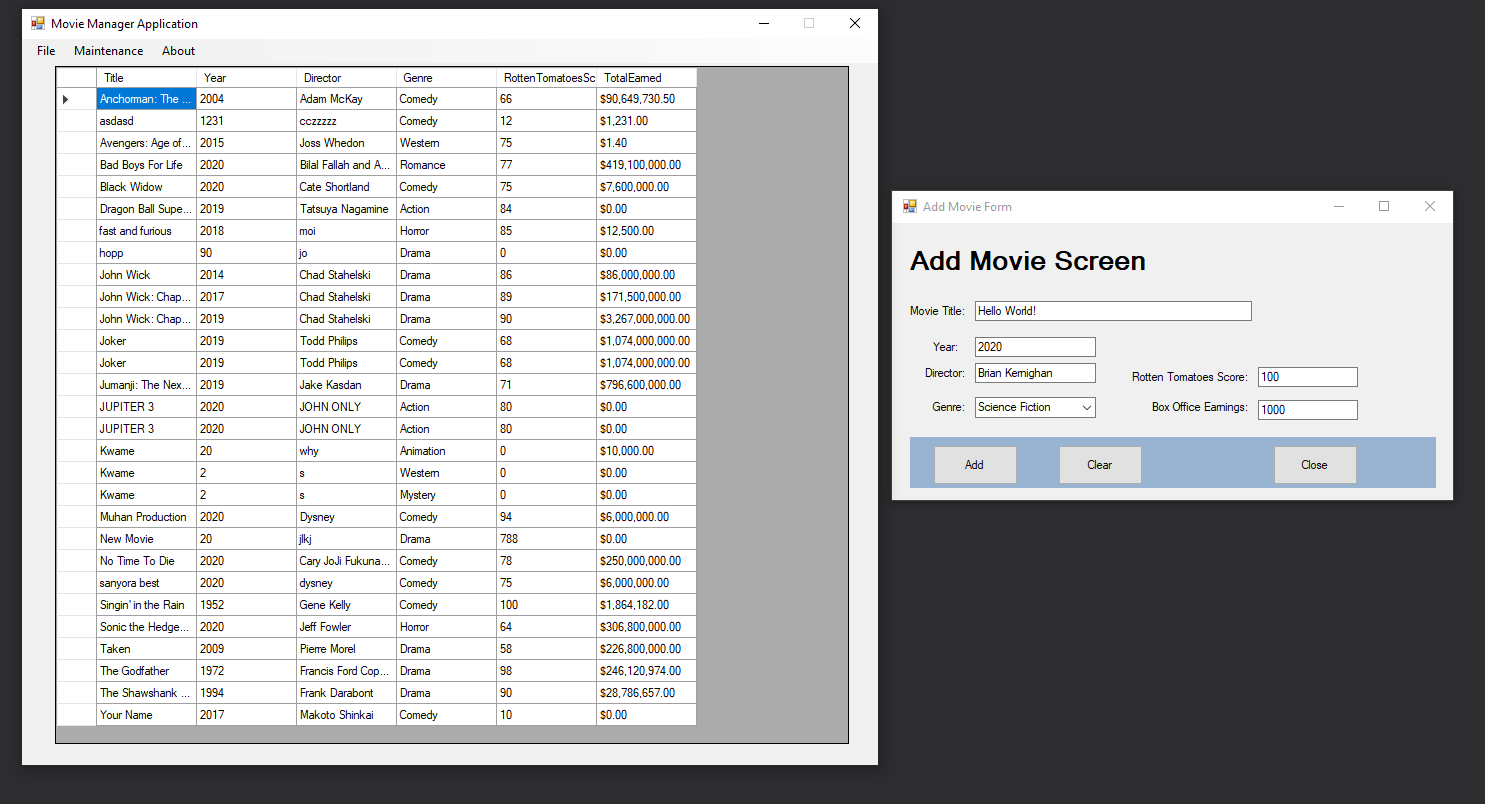 Movie Manager Application
File Maintenance About
Title Year Director Genre RottenTomatoesSc TotalEarned
Anchorman: The ... 2004 Adam McKay Comedy 66 $90,649,730.50
asdasd 1231 cczzzzz Comedy 12 $1,231.00
Avengers: Age of... 2015 Joss Whedon Western 75 $1.40
Bad Boys For Life 2020 Bilal Fallah and A... Romance 77 $419,100,000.00
Black Widow 2020 Cate Shortland Comedy 75 $7,600,000.00
Dragon Ball Supe... 2019 Tatsuya Nagamine Action 84 $0.00
fast and furious 2018 moi Horror 85 $12,500.00
hopp 90 jo Drama 0 $0.00
John Wick 2014 Chad Stahelski Drama 86 $86,000,000.00
John Wick: Chap... 2017 Chad Stahelski Drama 89 $171,500,000.00
John Wick: Chap... 2019 Chad Stahelski Drama 90 $3,267,000,000.00
Joker 2019 Todd Philips Comedy 68 $1,074,000,000.00
Joker 2019 Todd Philips Comedy 68 $1,074,000,000.00
Jumanji: The Nex... 2019 Jake Kasdan Drama 71 $796,600,000.00
JUPITER 3 2020 JOHN ONLY Action 80 $0.00
JUPITER 3 2020 JOHN ONLY Action 80 $0.00
Kwame 20 why Animation 0 $10,000.00
Kwame 2 s Western 0 $0.00
Kwame 2 s Mystery 0 $0.00
Muhan Production 2020 Dysney Comedy 94 $6,000,000.00
New Movie 20 jlkj Drama 788 $0.00
No Time To Die 2020 Cary JoJi Fukuna... Comedy 78 $250,000,000.00
sanyora best 2020 dysney Comedy 75 $6,000,000.00
Singin' in the Rain 1952 Gene Kelly Comedy 100 $1,864,182.00
Sonic the Hedge... 2020 Jeff Fowler Horror 64 $306,800,000.00
Taken 2009 Pierre Morel Drama 58 $226,800,000.00
The Godfather 1972 Francis Ford Cop... Drama 98 $246,120,974.00
The Shawshank ... 1994 Frank Darabont Drama 90 $28,786,657.00
Your Name 2017 Makoto Shinkai Comedy 10 $0.00
Add Movie Form
Add Movie Screen
Movie Title: Hello World!
Year: 2020
Director: Brian Kernighan
Rotten Tomatoes Score: 100
Genre: Science Fiction
Box Office Earnings: 1000
Add Clear Close